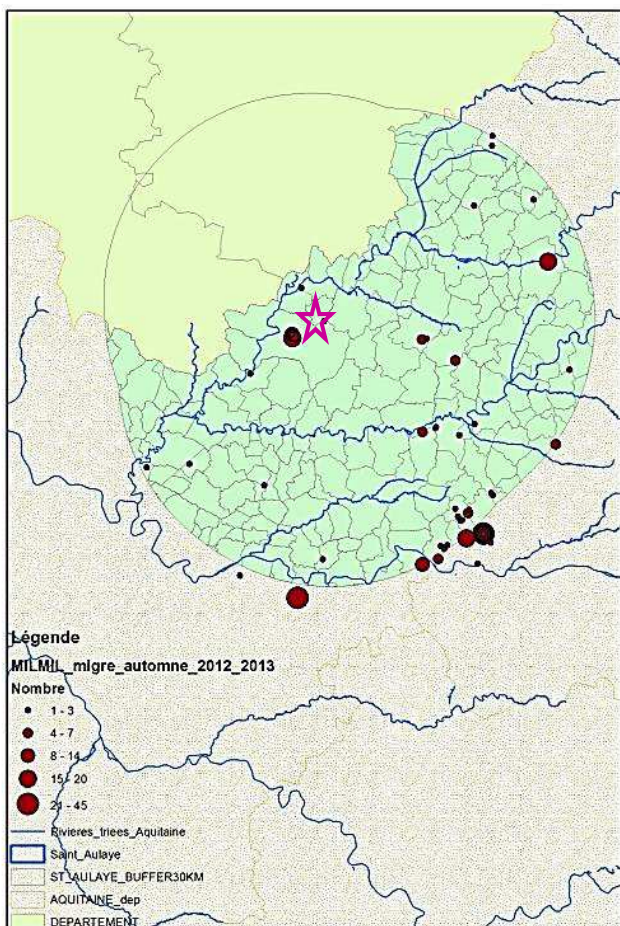 Légende
MILMIL_migre_automne_2012_2013
Nombre
1 - 3
4 - 7
8 - 14
15 - 20
21 - 45
Rivieres_triees_Aquitaine
Saint_Aulaye
ST_AULAYE_BUFFER30KM
AQUITAINE_dep
DEPARTEMENT